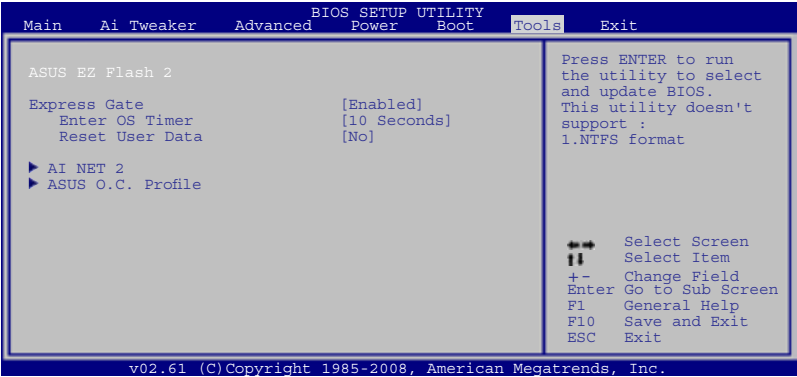 BIOS SETUP UTILITY
Main Ai Tweaker Advanced Power Boot Tools Exit
ASUS EZ Flash 2
Express Gate [Enabled]
Enter OS Timer [10 Seconds]
Reset User Data [No]
AI NET 2
ASUS O.C. Profile
Press ENTER to run
the utility to select
and update BIOS.
This utility doesn't
support :
1.NTFS format
Select Screen
Select Item
+- Change Field
Enter Go to Sub Screen
F1 General Help
F10 Save and Exit
ESC Exit
v02.61 (C)Copyright 1985-2008, American Megatrends, Inc.